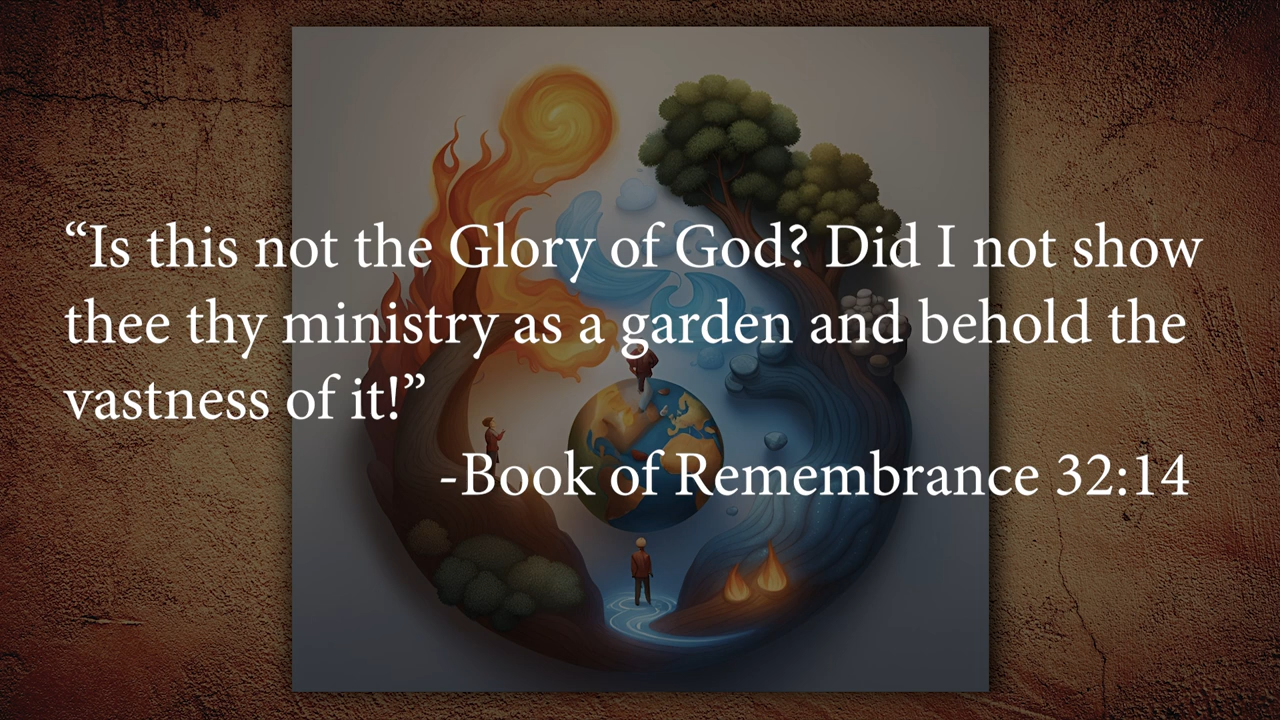 “Is this not the Glory of God? Did I not show
thee thy ministry as a garden and behold the
vastness of it!”
-Book of Remembrance 32:14